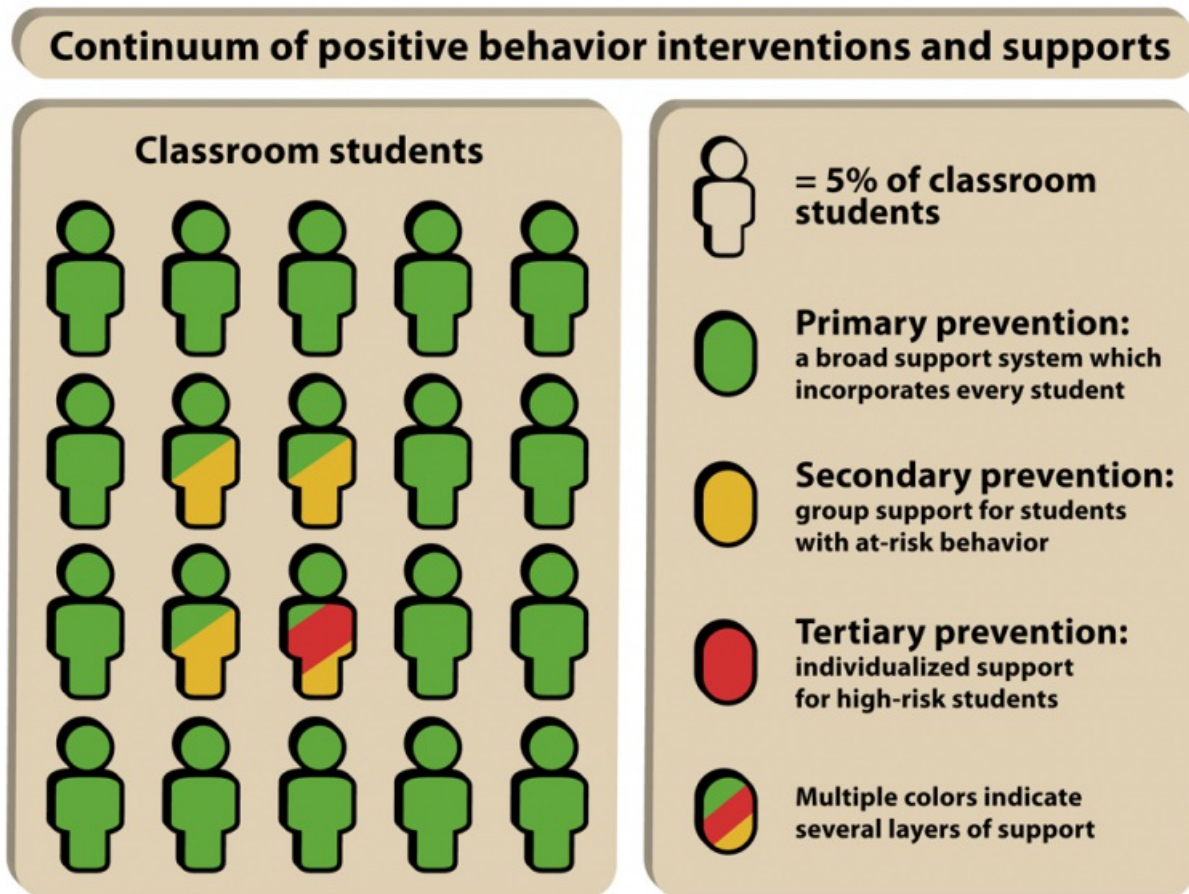 Continuum of positive behavior interventions and supports
Classroom students
= 5% of classroom
students
Primary prevention:
a broad support system which
incorporates every student
Secondary prevention:
group support for students
with at-risk behavior
Tertiary prevention:
individualized support
for high-risk students
Multiple colors indicate
several layers of support